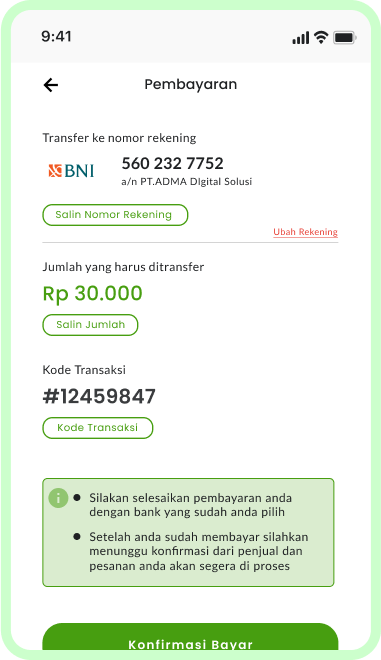 9:41
Pembayaran
Transfer ke nomor rekening
BNI
560 232 7752
a/n PT.ADMA DIgital Solusi
Salin Nomor Rekening
Ubah Rekening
Jumlah yang harus ditransfer
Rp 30.000
Salin Jumlah
Kode Transaksi
#12459847
Kode Transaksi
Silakan selesaikan pembayaran anda
dengan bank yang sudah anda pilih
Setelah anda sudah membayar silahkan
menunggu konfirmasi dari penjual dan
pesanan anda akan segera di proses
Konfirmasi Bayar